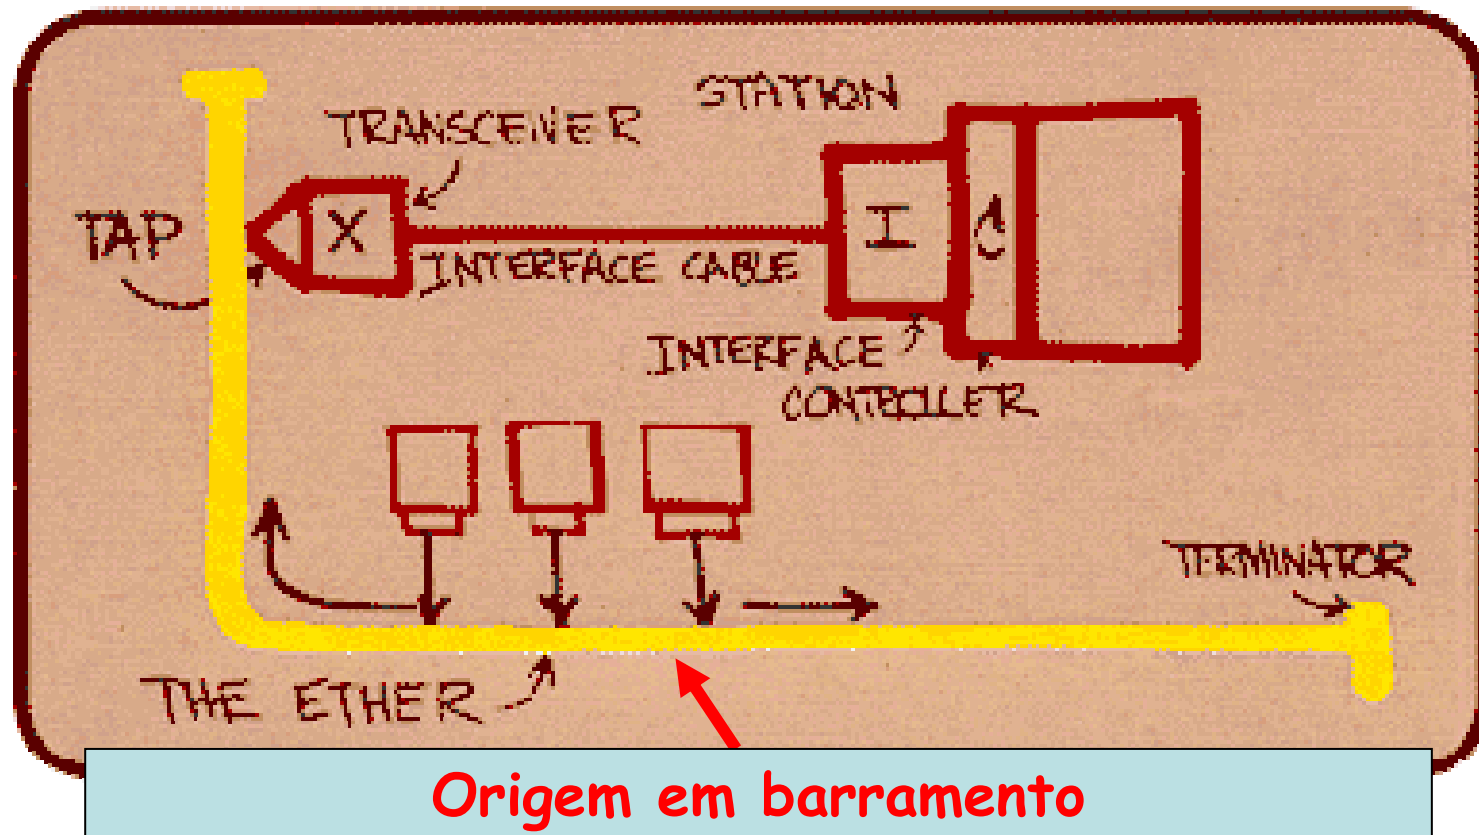 STATION
TRANSCEIVER
TAP
X
I
C
INTERFACE CABLE
INTERFACE
CONTROLLER
TERMINATOR
THE ETHER
Origem em barramento